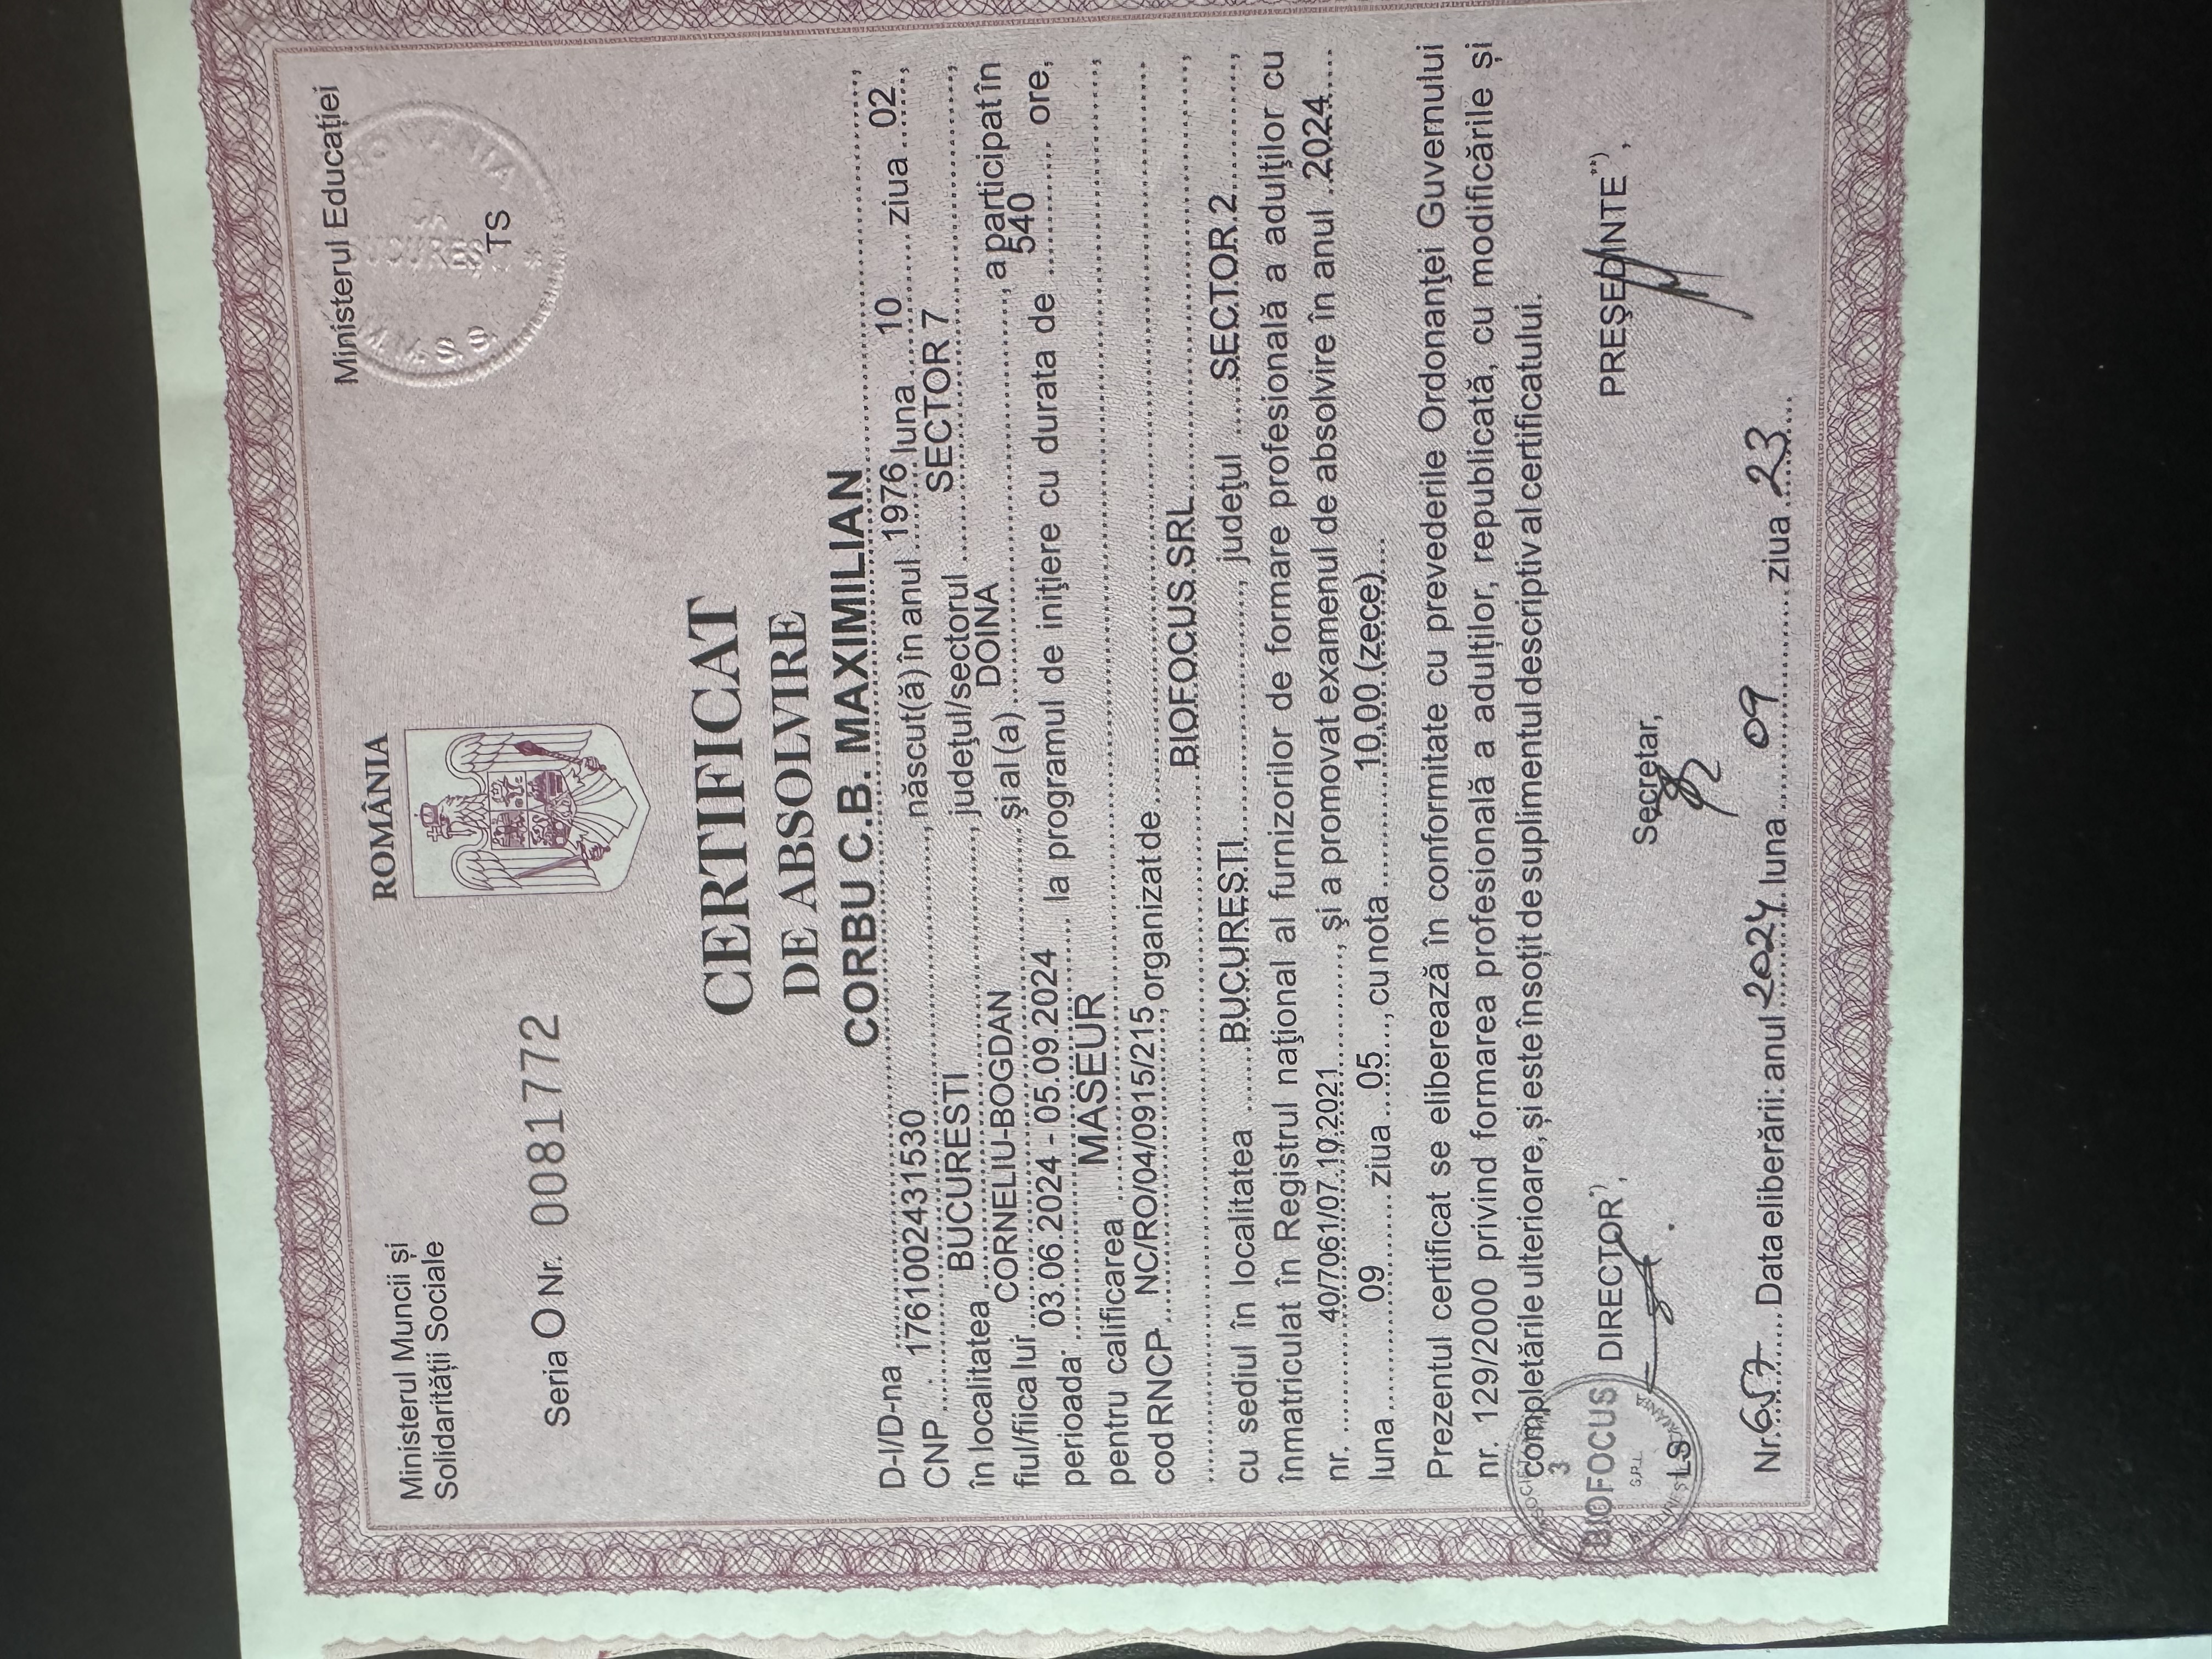 ROMÂNIA
Ministerul Muncii și
Solidarității Sociale
Ministerul Educației
ROMANIA
BUCUREȘ
M.M.S.S.
TS
Seria O Nr. 0081772
CERTIFICAT
DE ABSOLVIRE
D-l/D-na CORBU C.B. MAXIMILIAN,
CNP 1761002431530, născut(ă) în anul 1976 luna 10 ziua 02,
în localitatea BUCURESTI, județul/sectorul SECTOR 7,
fiul/fiica lui CORNELIU-BOGDAN și al (a) DOINA, a participat în
perioada 03.06.2024 - 05.09.2024 la programul de inițiere cu durata de 540 ore,
pentru calificarea MASEUR,
cod RNCP NC/RO/04/0915/215, organizat de
BIOFOCUS SRL,
cu sediul în localitatea BUCUREȘTI, județul SECTOR 2,
înmatriculat în Registrul național al furnizorilor de formare profesională a adulților cu
nr. 40/7061/07.10.2021, și a promovat examenul de absolvire în anul 2024
luna 09 ziua 05, cu nota 10.00 (zece)
Prezentul certificat se eliberează în conformitate cu prevederile Ordonanței Guvernului
nr. 129/2000 privind formarea profesională a adulților, republicată, cu modificările și
completările ulterioare, și este însoțit de suplimentul descriptiv al certificatului.
DIRECTOR*),
Secretar,
PREȘEDINTE**),
3
BIOFOCUS
S.R.L.
LS
Nr. 657 Data eliberării: anul 2024 luna 09 ziua 23